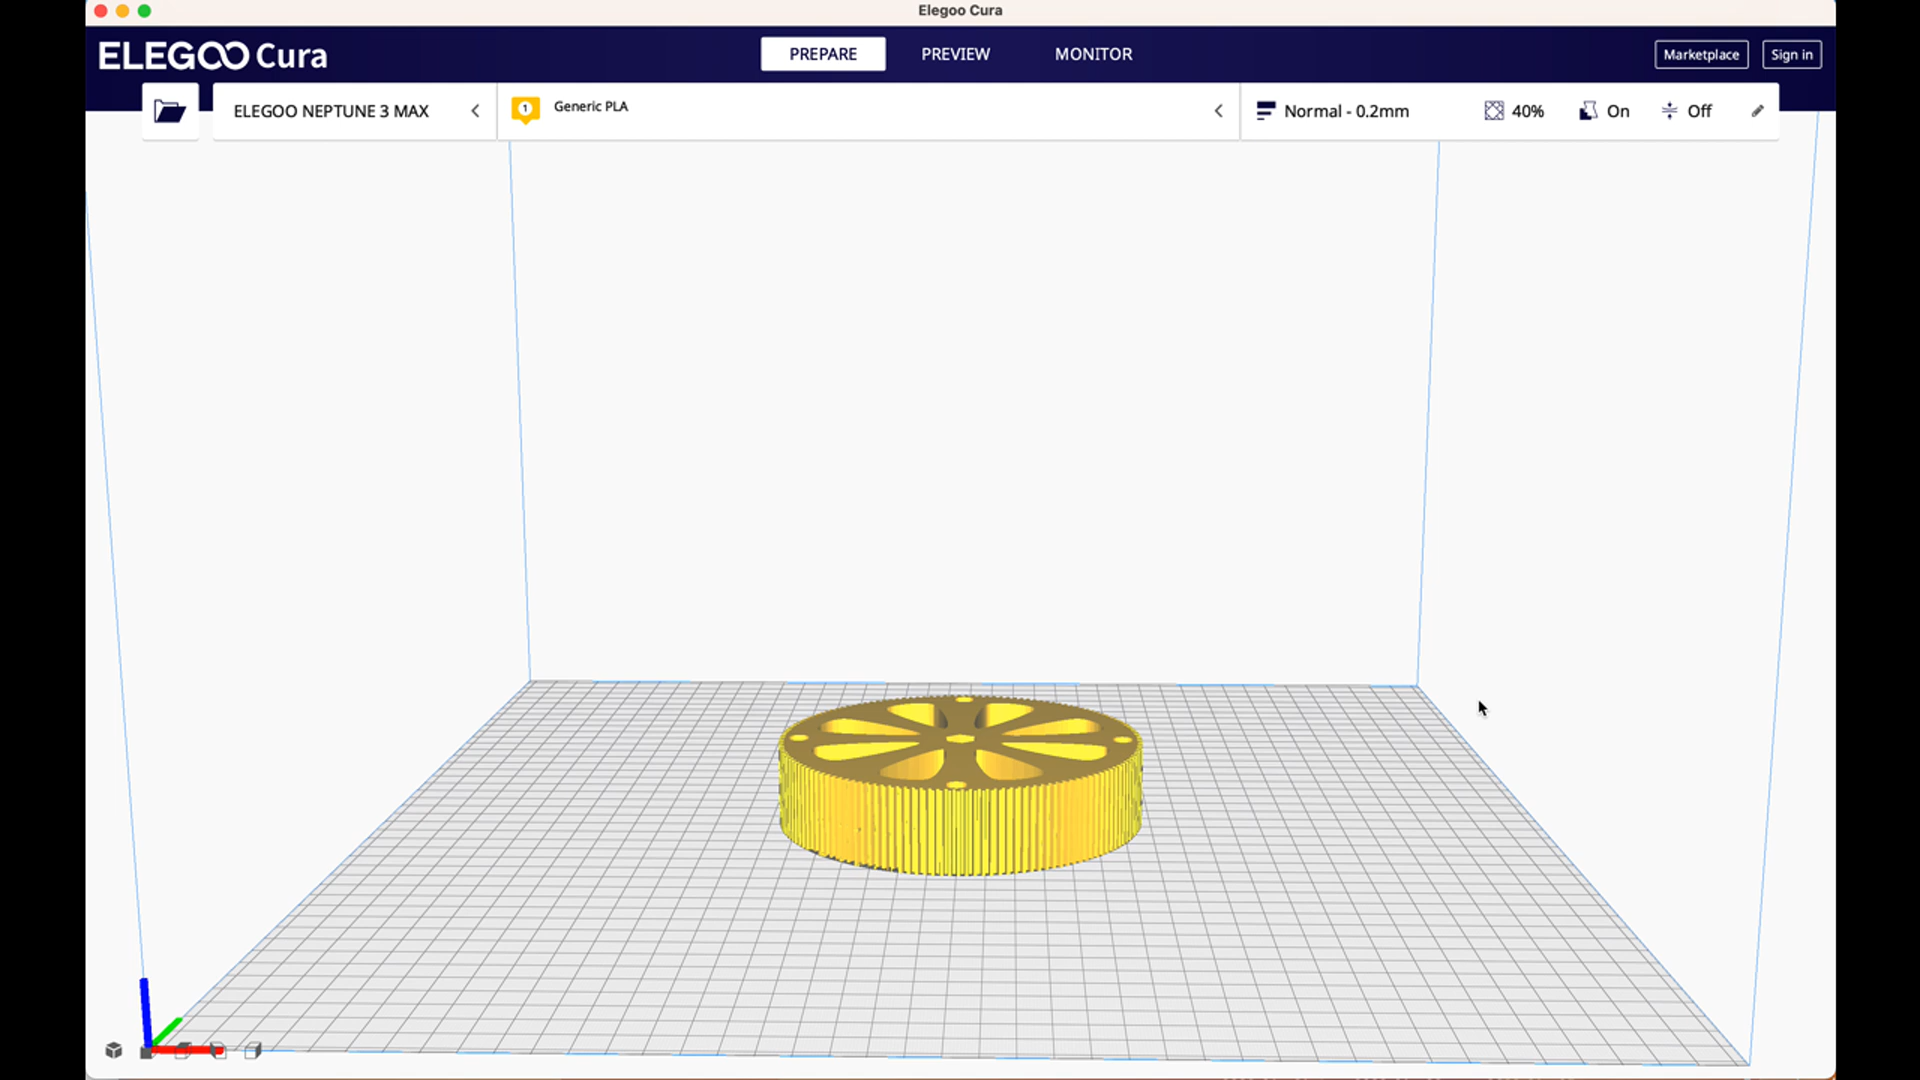 Elegoo Cura
ELEGOO Cura
PREPARE
PREVIEW
MONITOR
Marketplace
Sign in
ELEGOO NEPTUNE 3 MAX
1
Generic PLA
Normal - 0.2mm
40%
On
Off